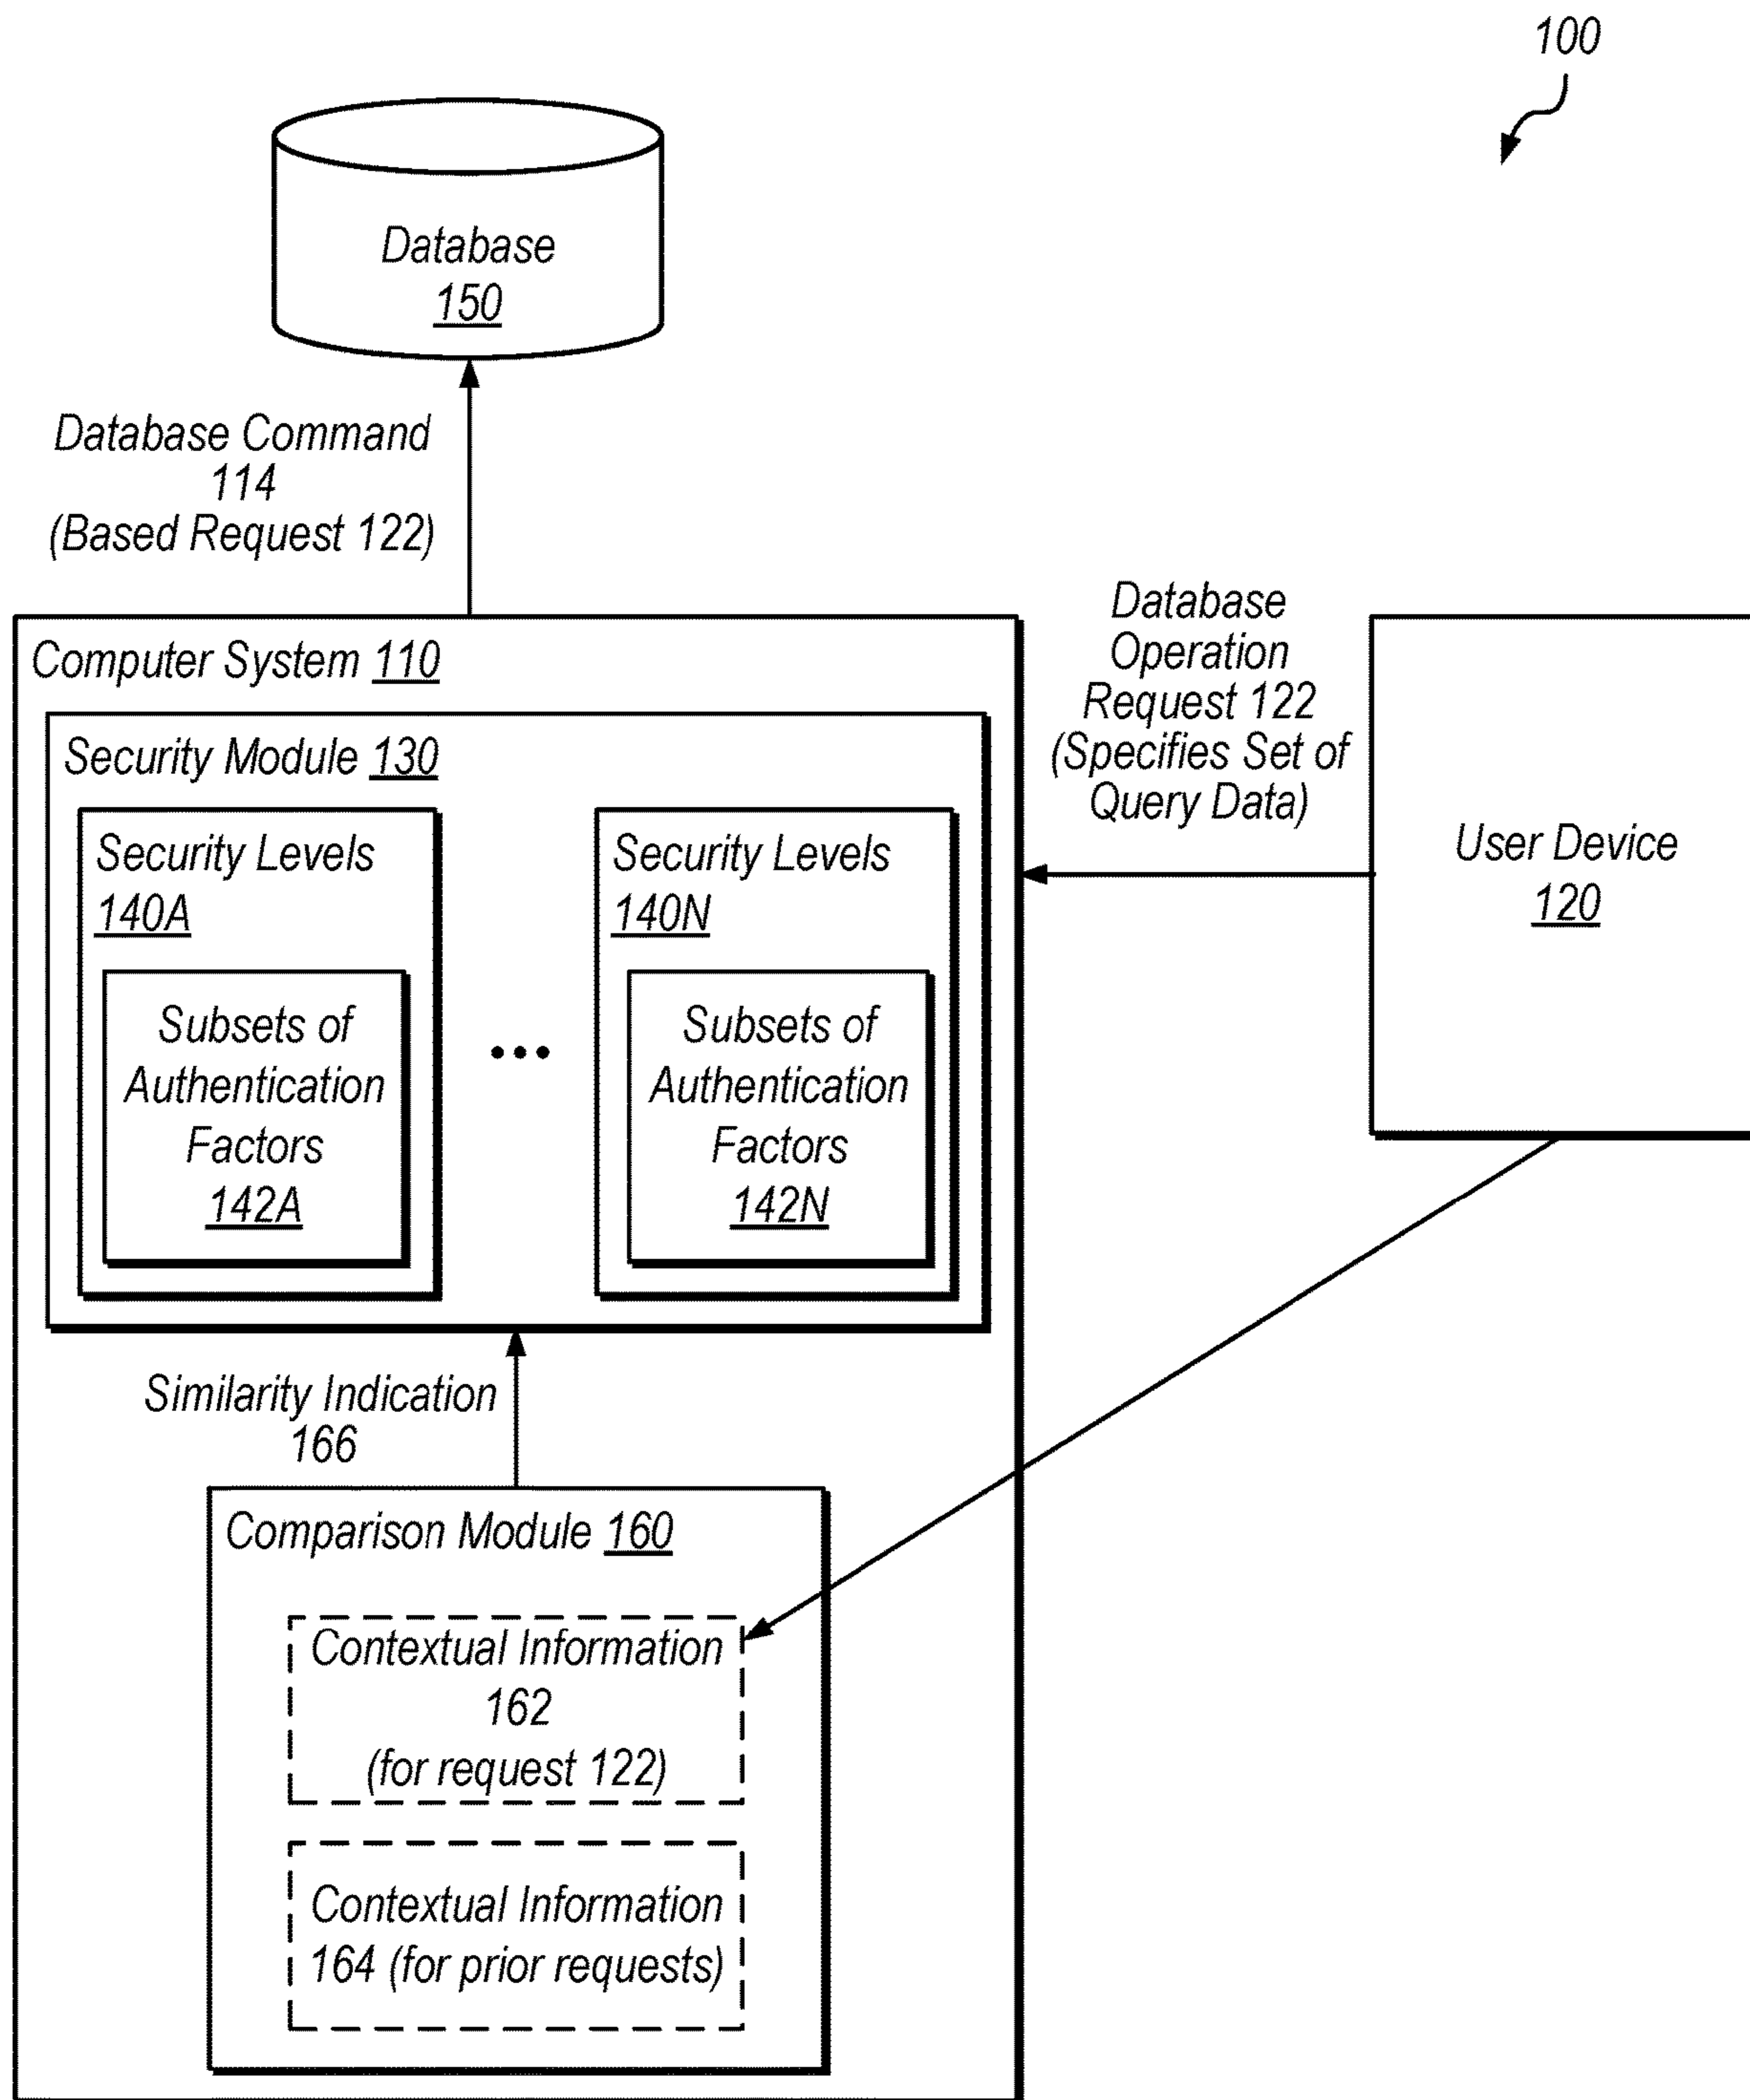 100
Database
150
Database Command
114
(Based Request 122)
Database
Operation
Request 122
(Specifies Set of
Query Data)
User Device
120
Computer System 110
Security Module 130
Security Levels
140A
Subsets of
Authentication
Factors
142A
...
Security Levels
140N
Subsets of
Authentication
Factors
142N
Similarity Indication
166
Comparison Module 160
Contextual Information
162
(for request 122)
Contextual Information
164 (for prior requests)